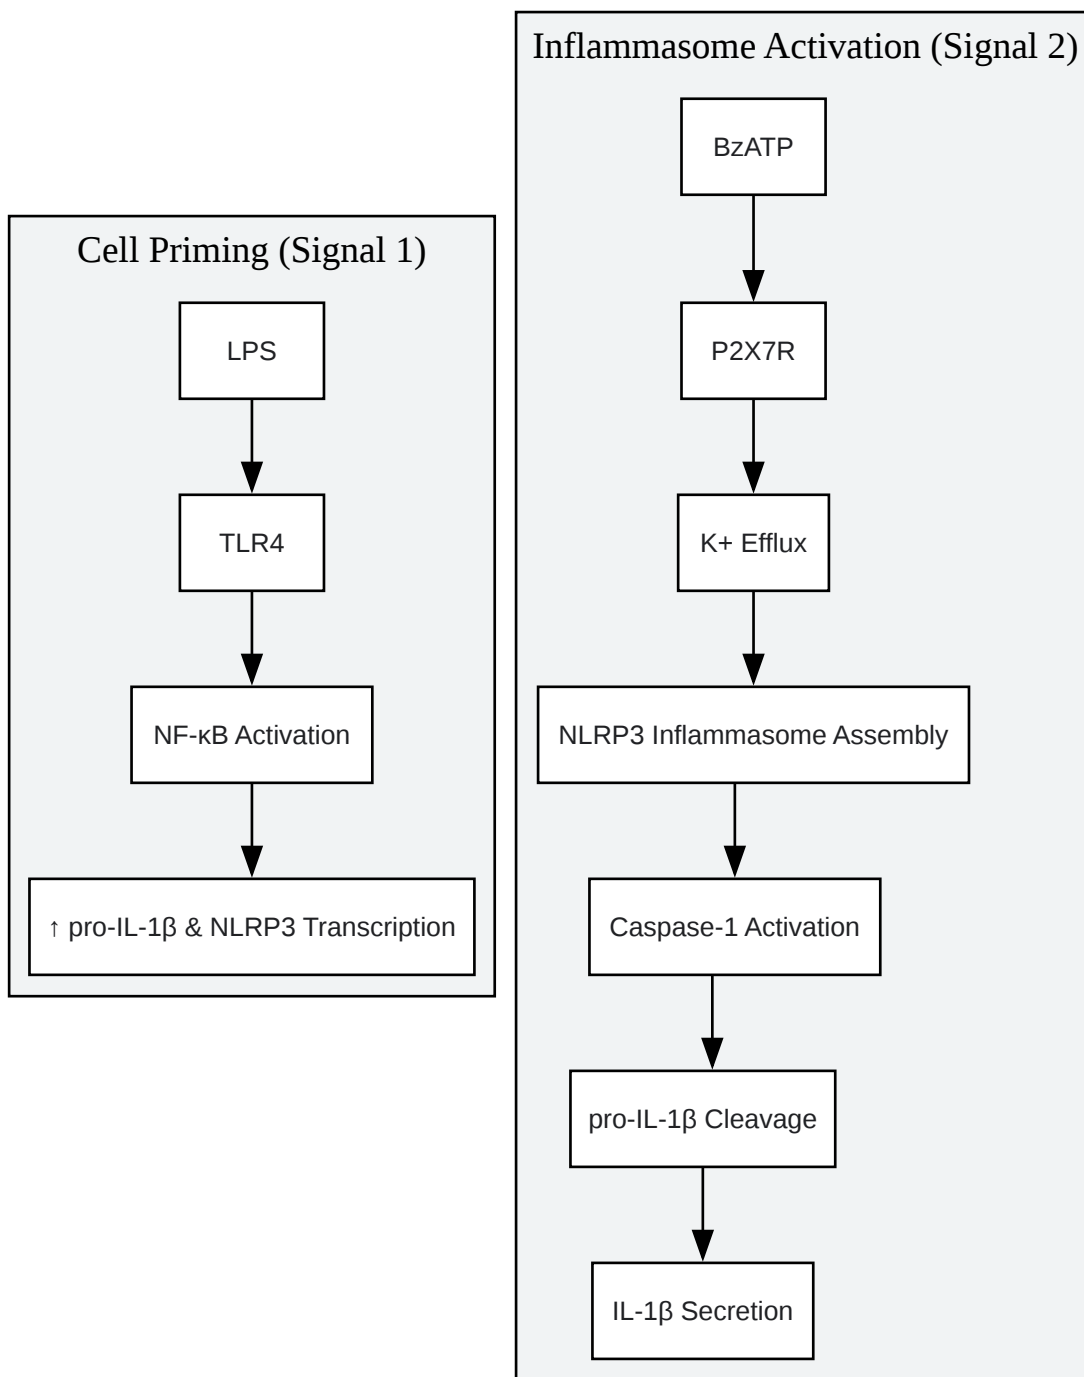 Inflammasome Activation (Signal 2)
BzATP
Cell Priming (Signal 1)
LPS
P2X7R
TLR4
K+ Efflux
NF-κB Activation
NLRP3 Inflammasome Assembly
↑ pro-IL-1β & NLRP3 Transcription
Caspase-1 Activation
pro-IL-1β Cleavage
IL-1β Secretion